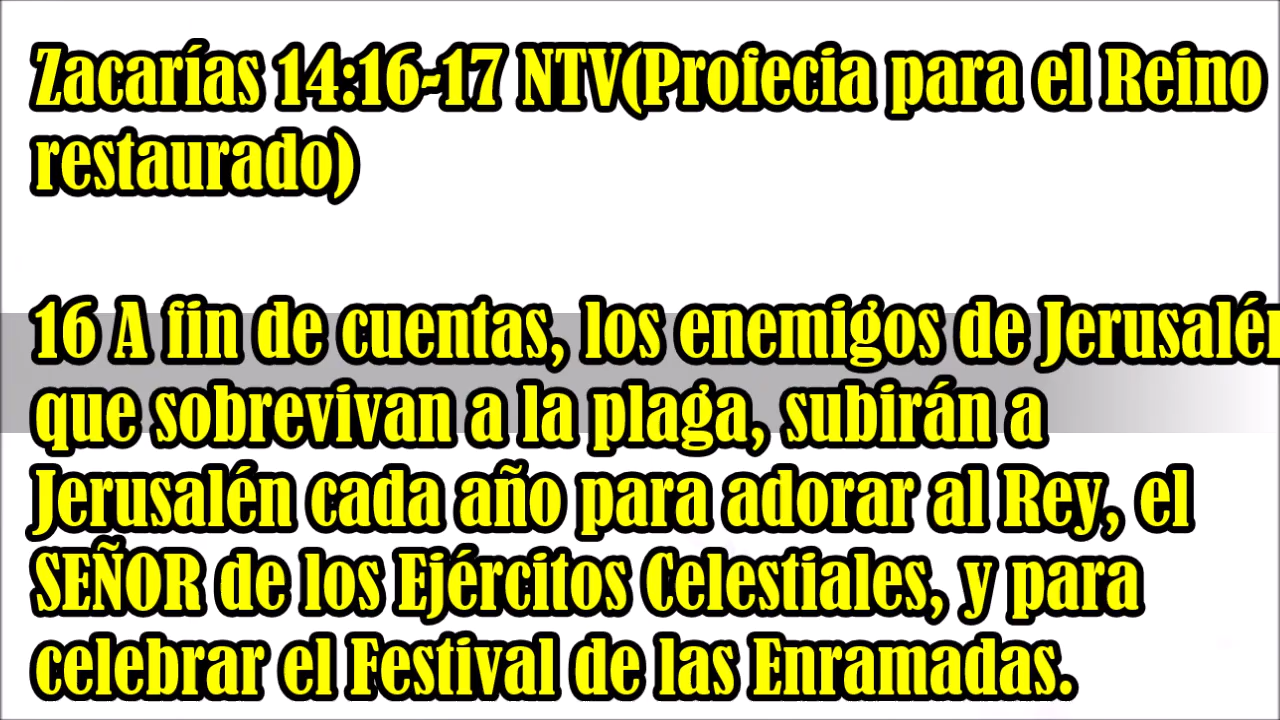 Zacarías 14:16-17 NTV(Profecia para el Reino
restaurado)
16 A fin de cuentas, los enemigos de Jerusalén
que sobrevivan a la plaga, subirán a
Jerusalén cada año para adorar al Rey, el
SEÑOR de los Ejércitos Celestiales, y para
celebrar el Festival de las Enramadas.